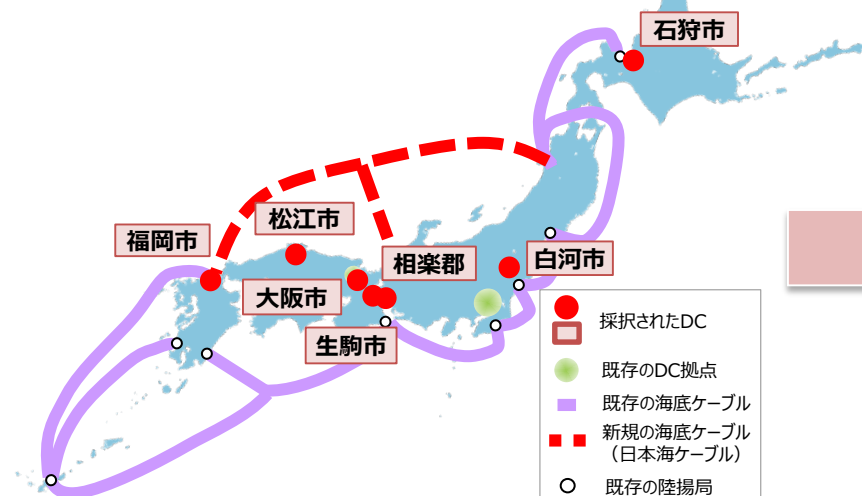 石狩市
松江市
福岡市
相楽郡
白河市
大阪市
生駒市
採択されたDC
既存のDC拠点
既存の海底ケーブル
新規の海底ケーブル
（日本海ケーブル）
既存の陸揚局